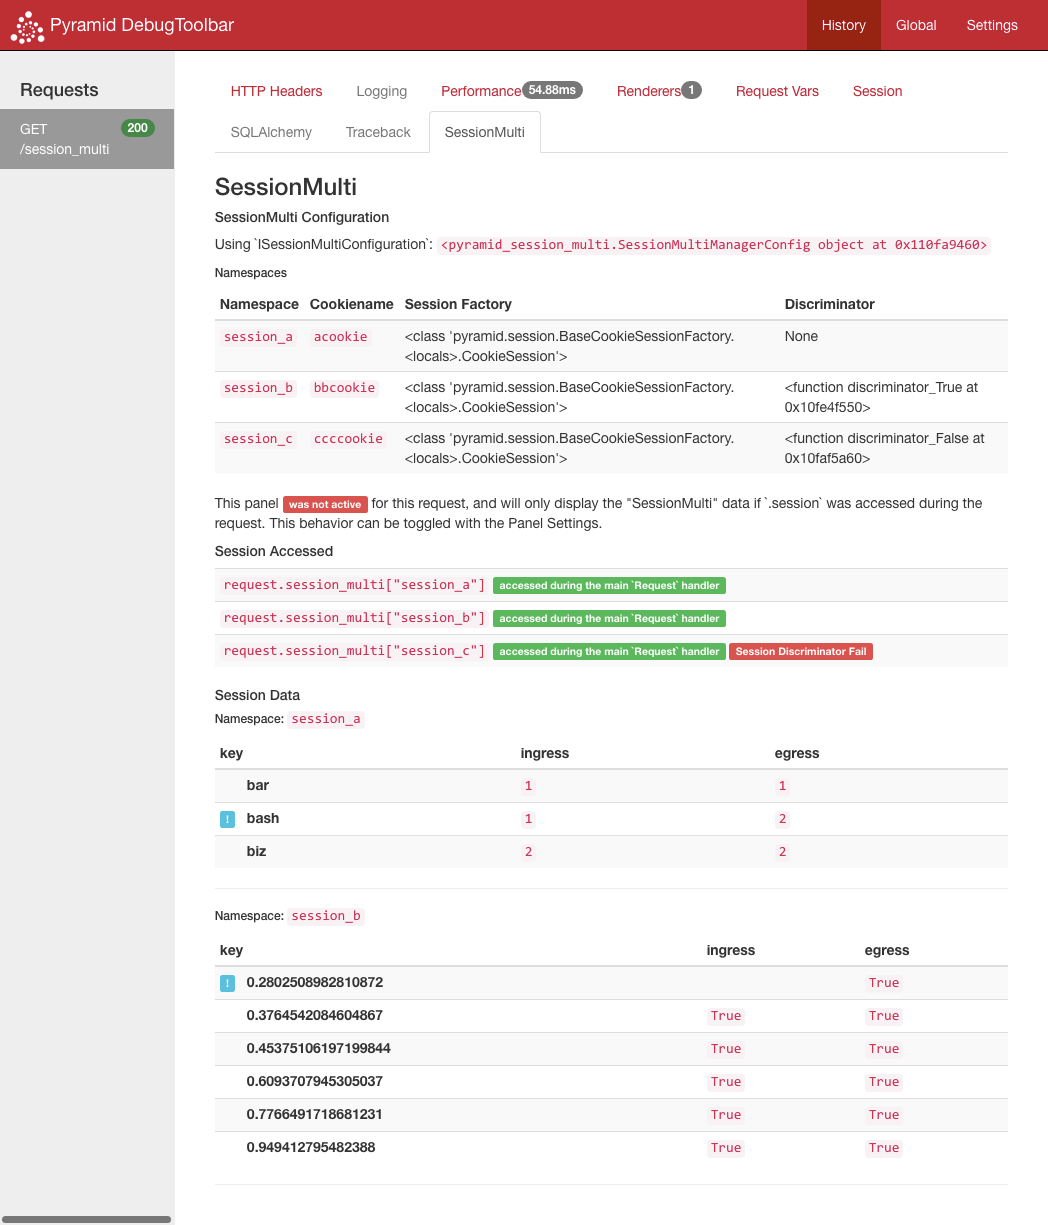 Pyramid DebugToolbar
History Global Settings
Requests
GET 200
/session_multi
HTTP Headers Logging Performance 54.88ms Renderers 1 Request Vars Session
SQLAlchemy Traceback SessionMulti
SessionMulti
SessionMulti Configuration
Using `ISessionMultiConfiguration`: <pyramid_session_multi.SessionMultiManagerConfig object at 0x110fa9460>
Namespaces
Namespace Cookiename Session Factory Discriminator
session_a acookie <class 'pyramid.session.BaseCookieSessionFactory. None
<locals>.CookieSession'>
session_b bbcookie <class 'pyramid.session.BaseCookieSessionFactory. <function discriminator_True at
<locals>.CookieSession'> 0x10fe4f550>
session_c ccccookie <class 'pyramid.session.BaseCookieSessionFactory. <function discriminator_False at
<locals>.CookieSession'> 0x10faf5a60>
This panel was not active for this request, and will only display the "SessionMulti" data if `.session` was accessed during the
request. This behavior can be toggled with the Panel Settings.
Session Accessed
request.session_multi["session_a"] accessed during the main `Request` handler
request.session_multi["session_b"] accessed during the main `Request` handler
request.session_multi["session_c"] accessed during the main `Request` handler Session Discriminator Fail
Session Data
Namespace: session_a
key ingress egress
bar 1 1
! bash 1 2
biz 2 2
Namespace: session_b
key ingress egress
! 0.2802508982810872 True
0.3764542084604867 True True
0.45375106197199844 True True
0.6093707945305037 True True
0.7766491718681231 True True
0.949412795482388 True True